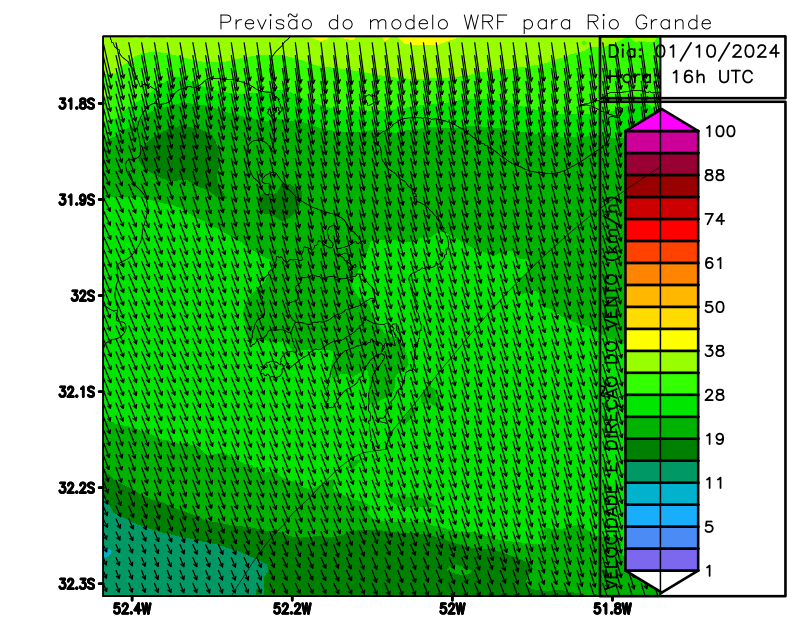 Previsão do modelo WRF para Rio Grande
Dia: 01/10/2024
Hora: 16h UTC
31.8S
31.9S
32S
32.1S
32.2S
32.3S
52.4W
52.2W
52W
51.8W
VELOCIDADE E DIREÇÃO DO VENTO (km/h)
100
88
74
61
50
38
28
19
11
5
1